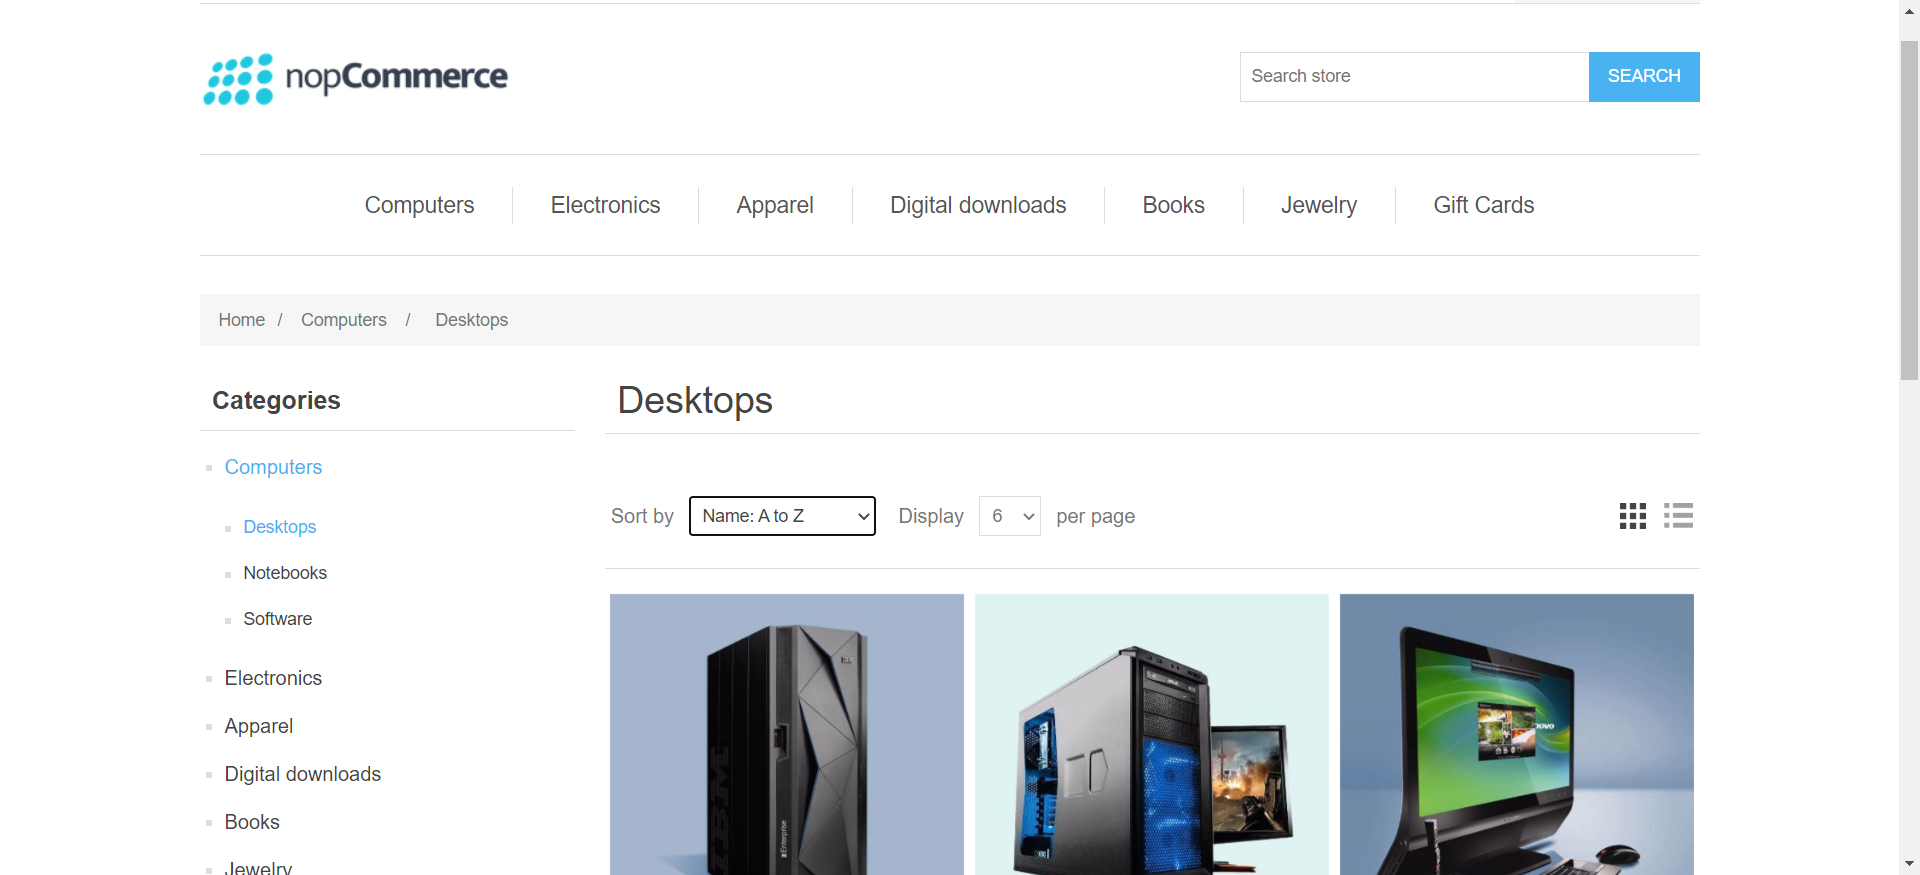 nopCommerce
Search store
SEARCH
Computers
Electronics
Apparel
Digital downloads
Books
Jewelry
Gift Cards
Home / Computers / Desktops
Categories
Computers
Desktops
Notebooks
Software
Electronics
Apparel
Digital downloads
Books
Jewelry
Desktops
Sort by Name: A to Z Display 6 per page
IBM
zEnterprise